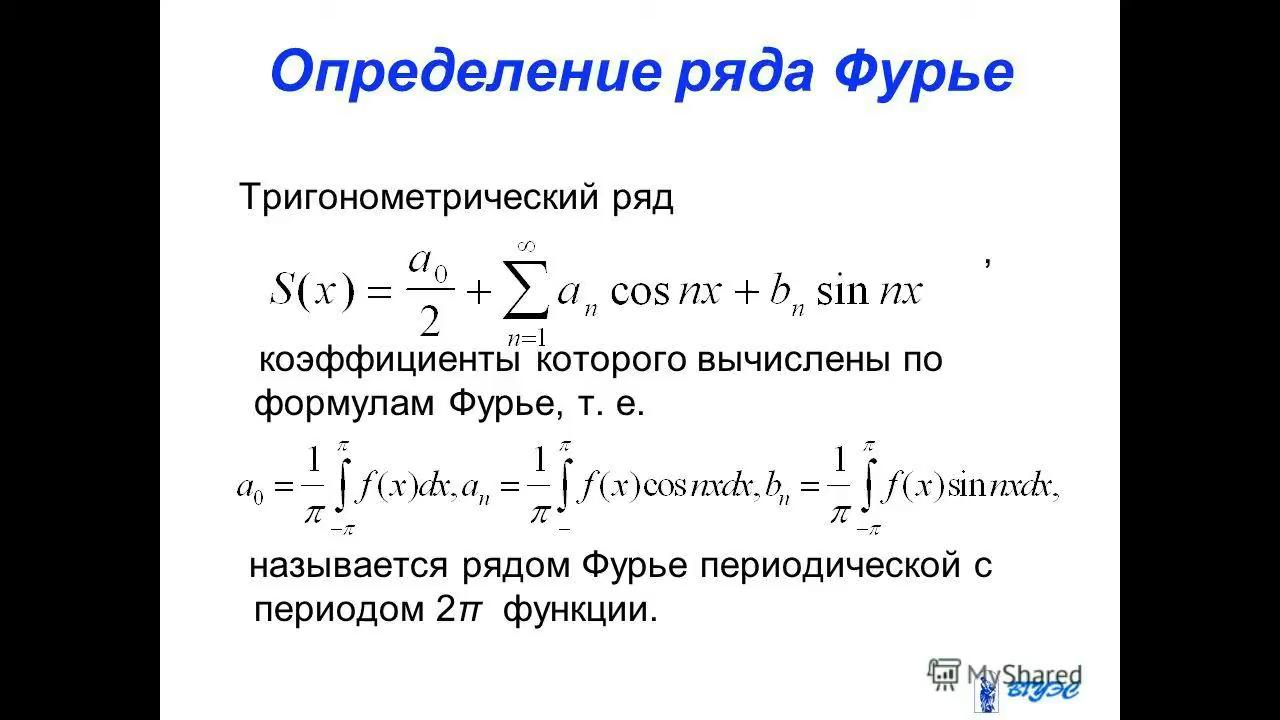 Определение ряда Фурье
Тригонометрический ряд
S(x) = a₀/2 + ∑ₙ₌₁^∞ aₙ cos nx + bₙ sin nx ,
коэффициенты которого вычислены по
формулам Фурье, т. е.
a₀ = 1/π ∫₋π^π f(x)dx, aₙ = 1/π ∫₋^π f(x)cos nxdx, bₙ = 1/π ∫₋π^π f(x)sin nxdx,
называется рядом Фурье периодической с
периодом 2π функции.
MyShared
ВГУЭС